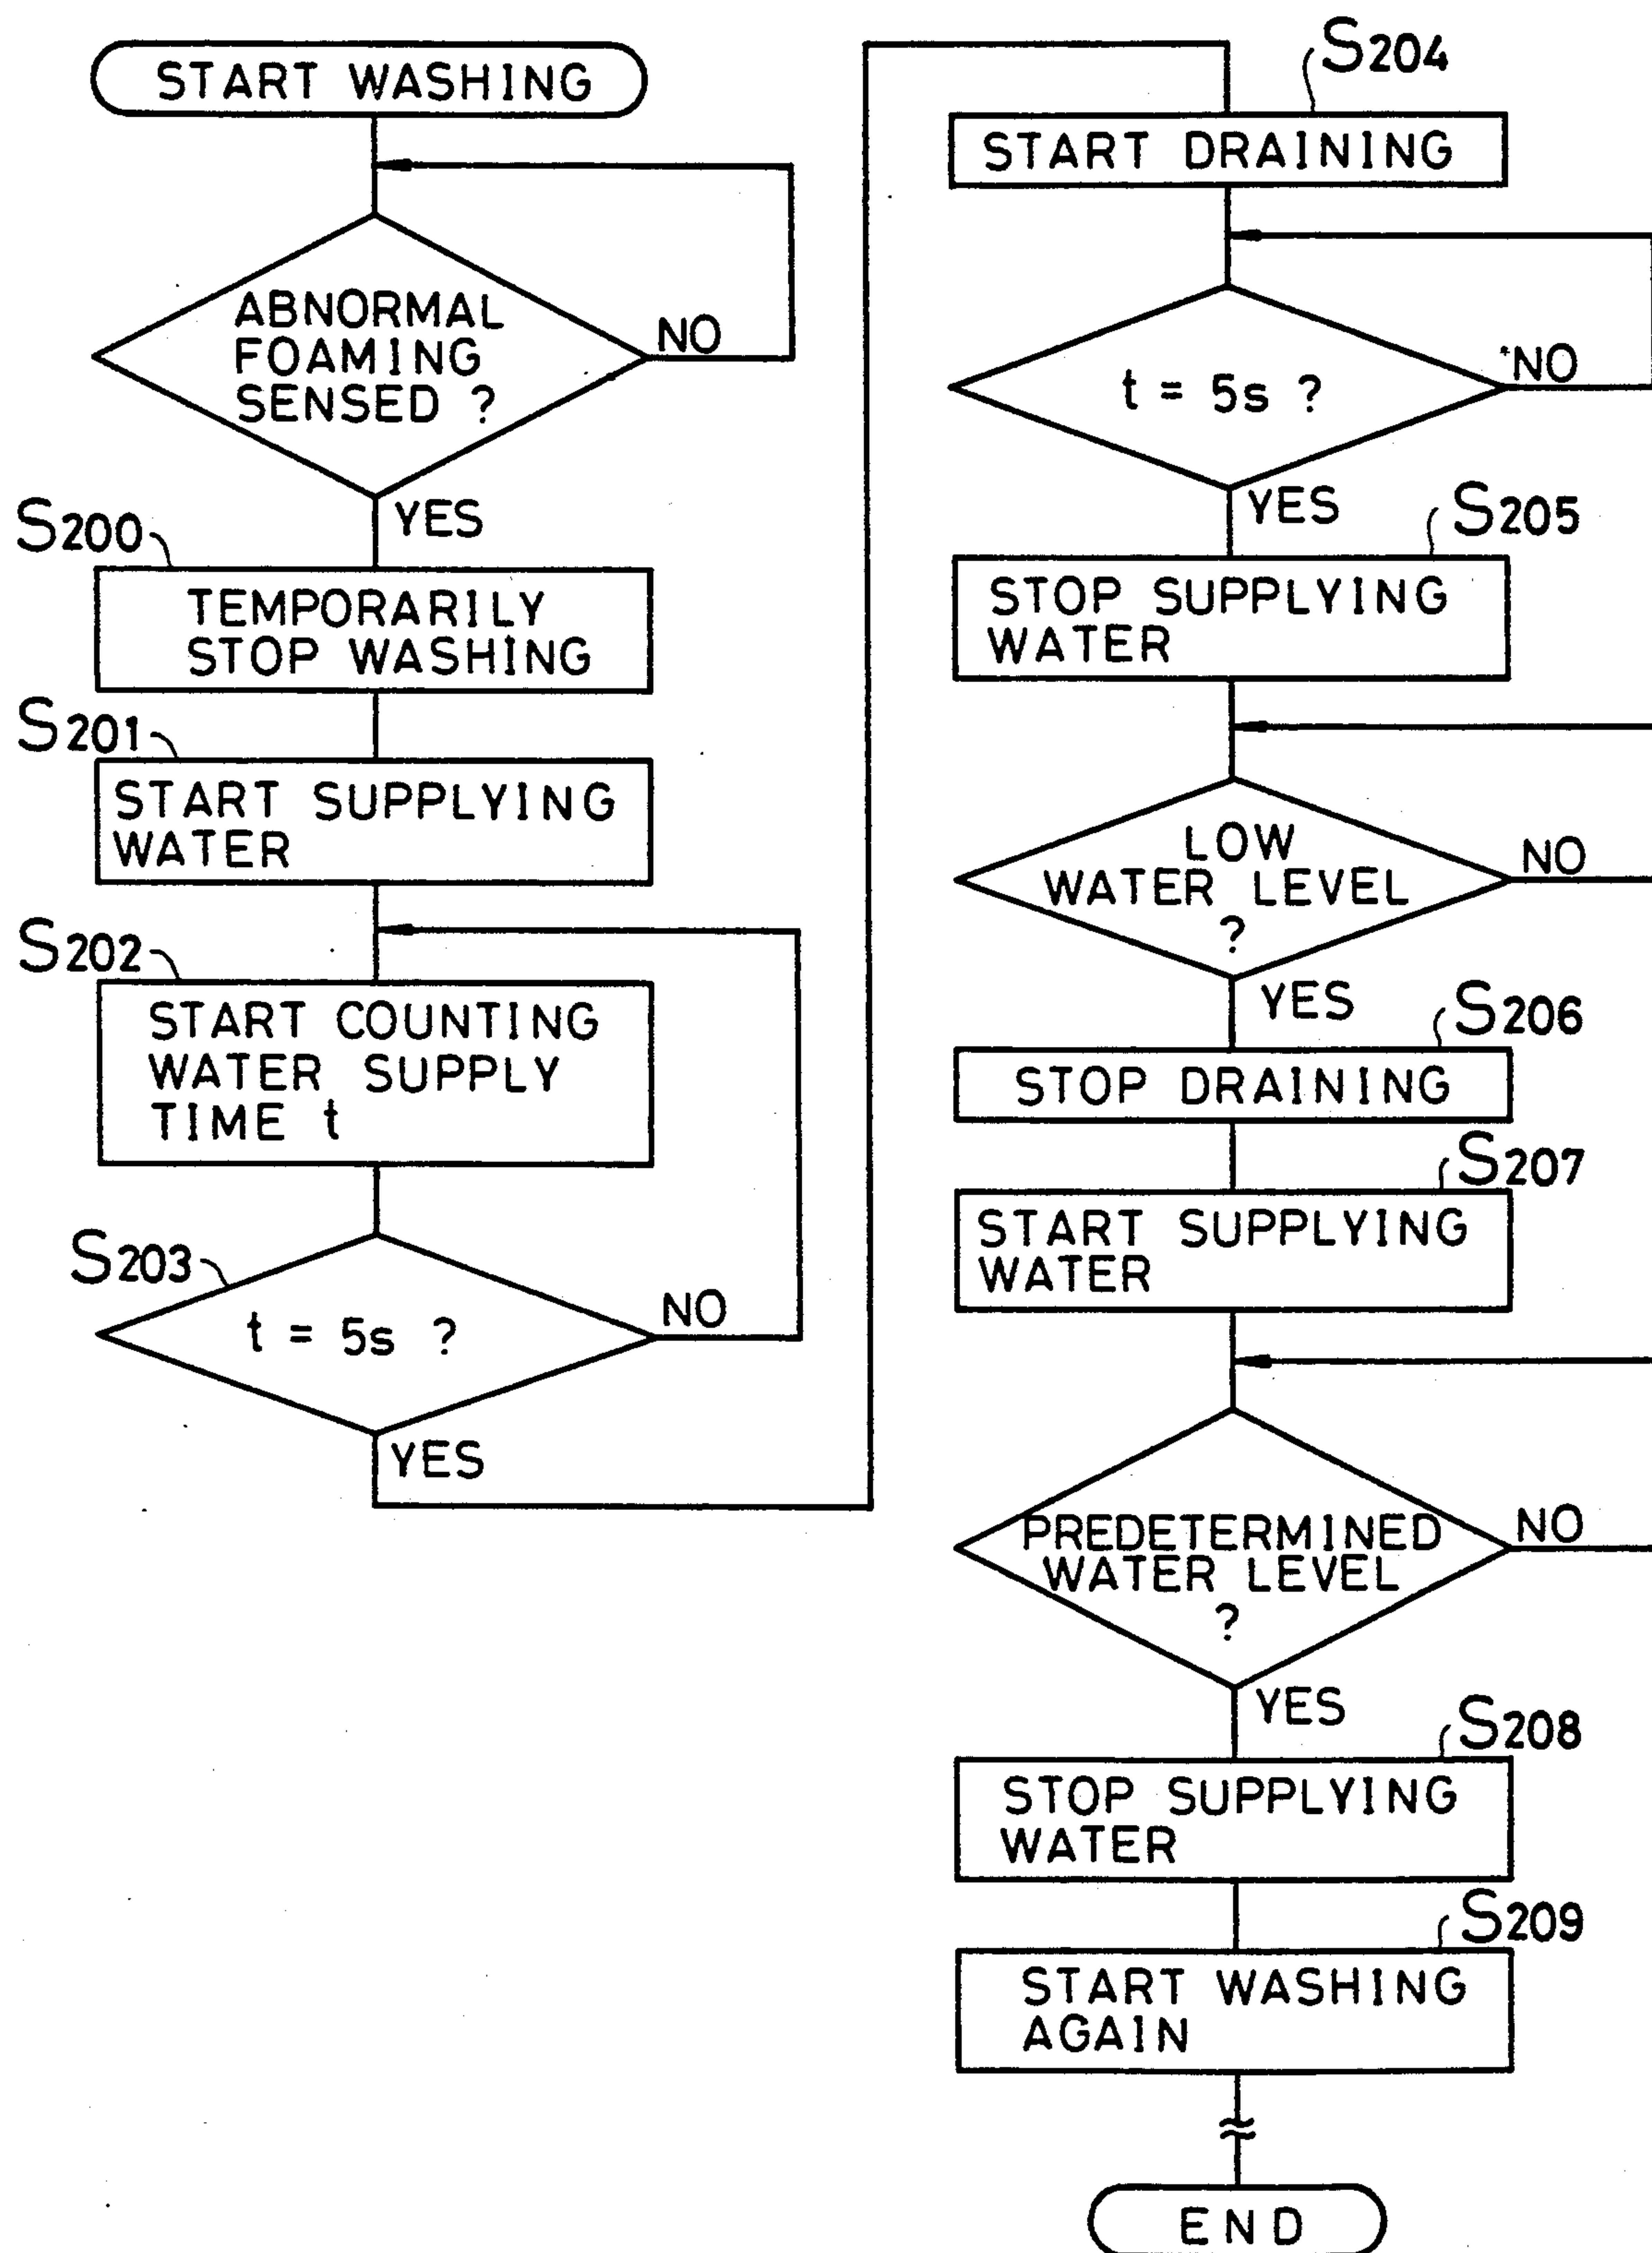 START WASHING
ABNORMAL
FOAMING
SENSED ?
NO
YES
S200
TEMPORARILY
STOP WASHING
S201
START SUPPLYING
WATER
S202
START COUNTING
WATER SUPPLY
TIME t
S203
t = 5s ?
NO
YES
S204
START DRAINING
t = 5s ?
NO
YES
S205
STOP SUPPLYING
WATER
LOW
WATER LEVEL
?
NO
YES
S206
STOP DRAINING
S207
START SUPPLYING
WATER
PREDETERMINED
WATER LEVEL
?
NO
YES
S208
STOP SUPPLYING
WATER
S209
START WASHING
AGAIN
END